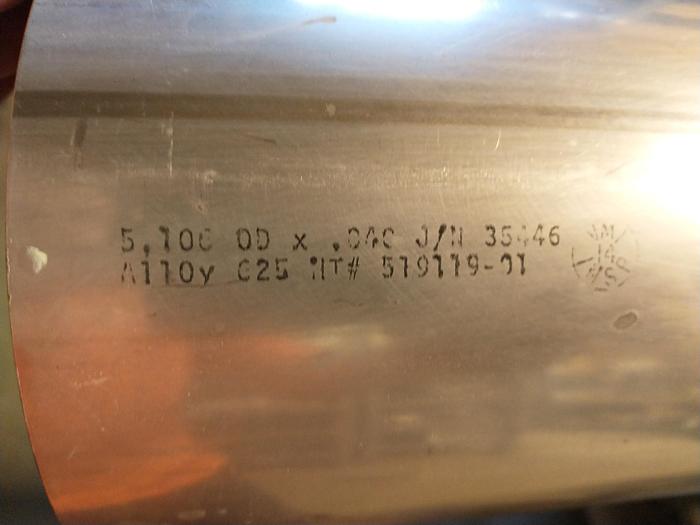 5.100 OD x .040 J/N 35446
Alloy 625 HT# 519119-01